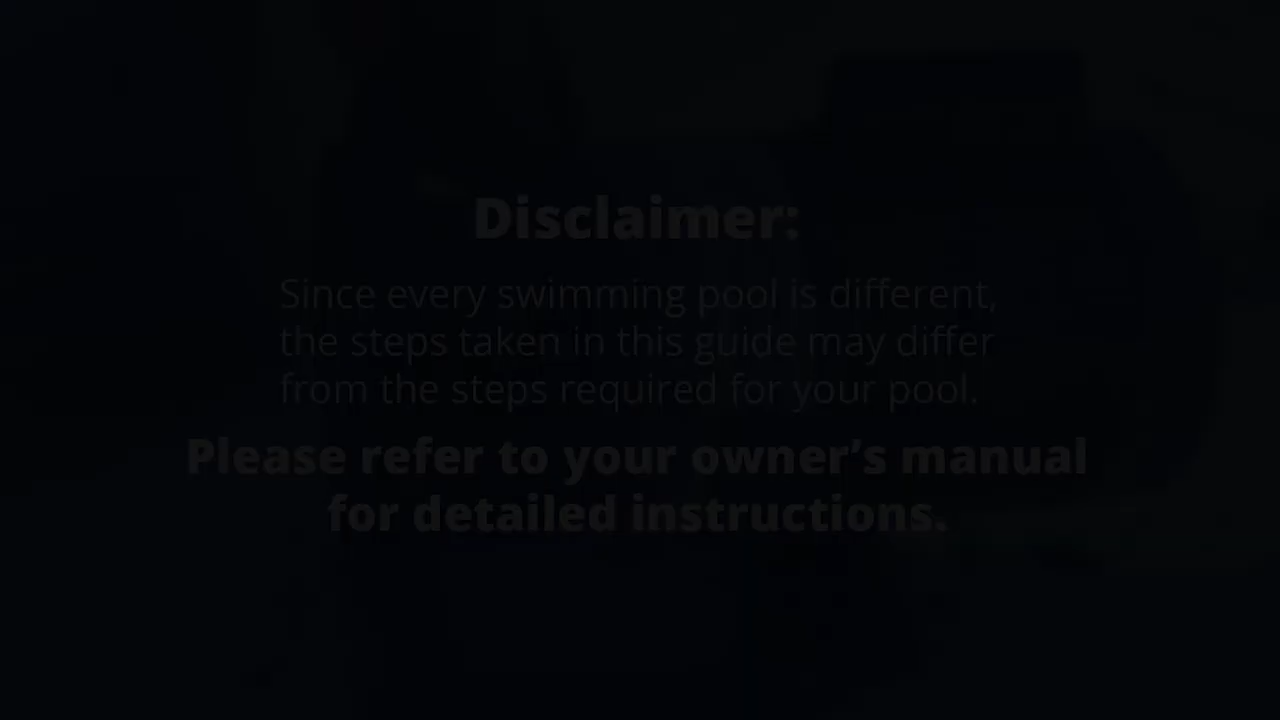 Disclaimer:
Since every swimming pool is different,
the steps taken in this guide may differ
from the steps required for your pool.
Please refer to your owner’s manual
for detailed instructions.